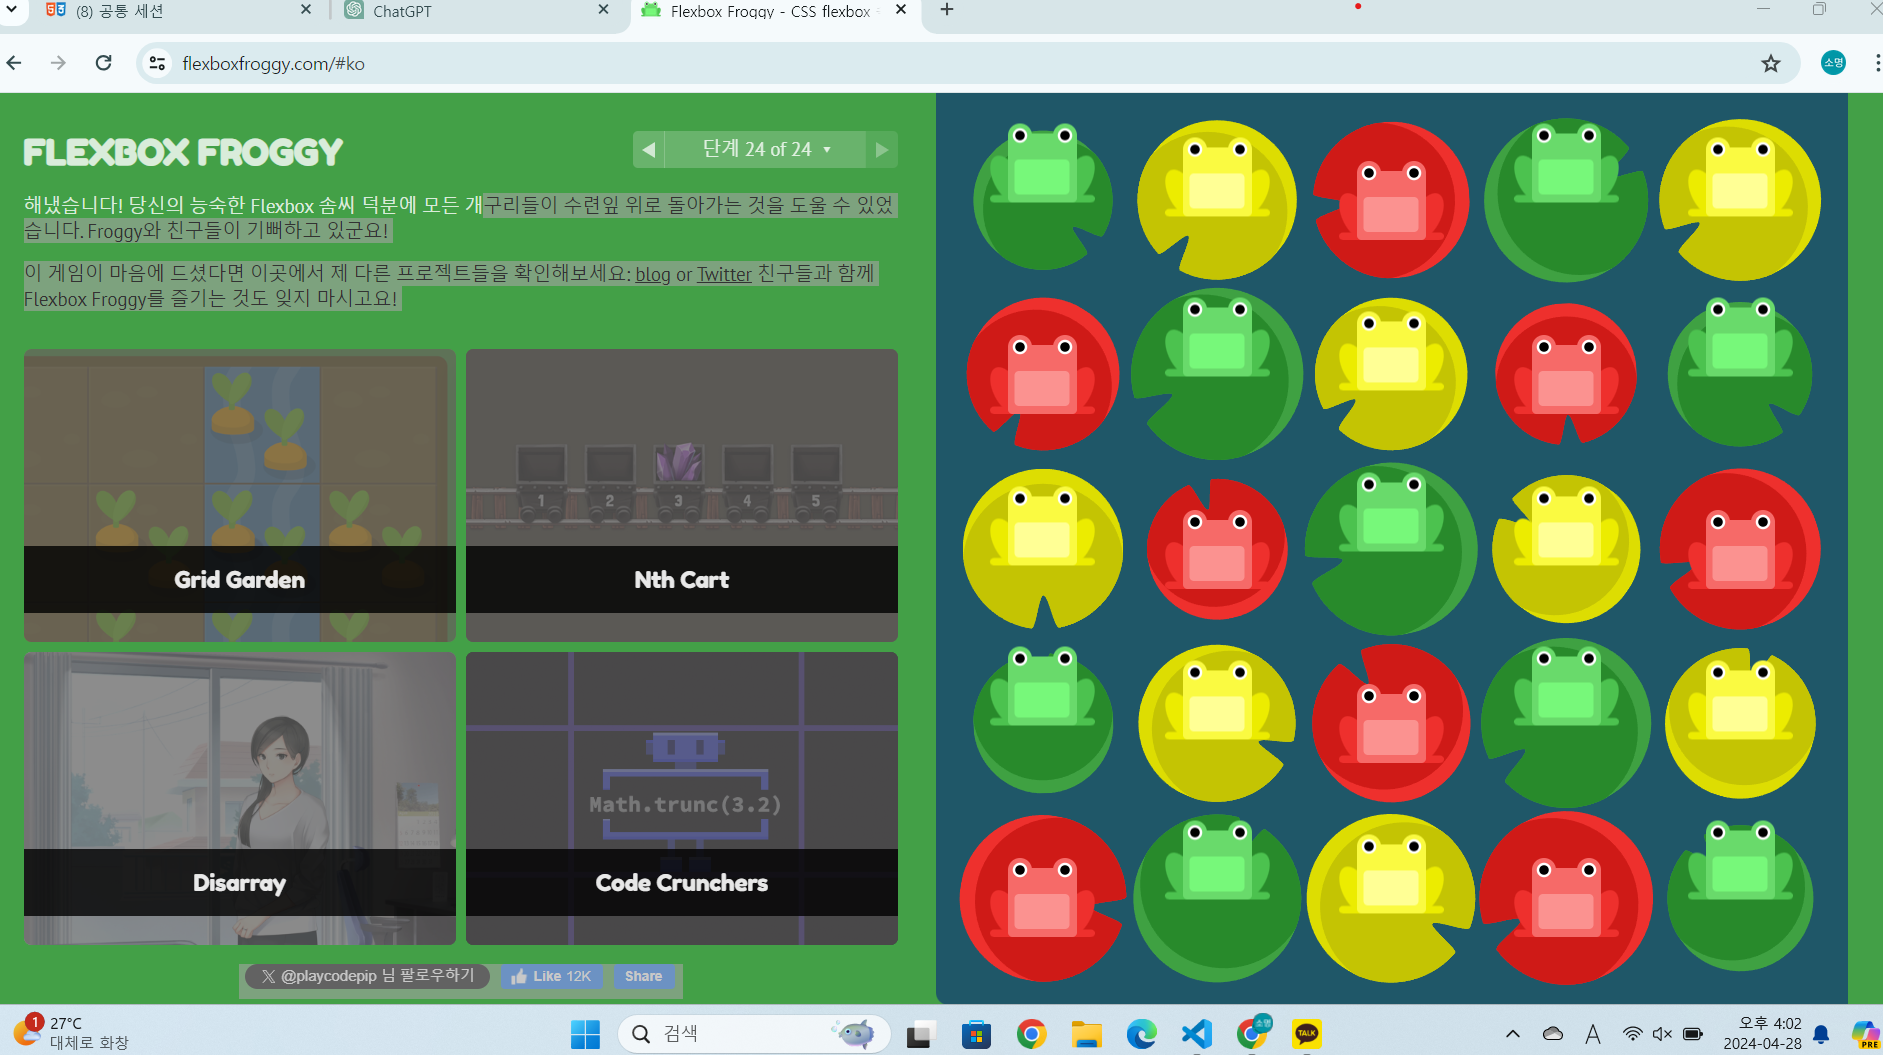 (8) 공통 세션
ChatGPT
Flexbox Froggy - CSS flexbox
flexboxfroggy.com/#ko
소명
FLEXBOX FROGGY
단계 24 of 24
해냈습니다! 당신의 능숙한 Flexbox 솜씨 덕분에 모든 개구리들이 수련잎 위로 돌아가는 것을 도울 수 있었
습니다. Froggy와 친구들이 기뻐하고 있군요!
이 게임이 마음에 드셨다면 이곳에서 제 다른 프로젝트들을 확인해보세요: blog or Twitter 친구들과 함께
Flexbox Froggy를 즐기는 것도 잊지 마시고요!
1 2 3 4 5
Grid Garden
Nth Cart
Math.trunc(3.2)
Disarray
Code Crunchers
X @playcodepip 님 팔로우하기
Like 12K
Share
1
27°C
대체로 화창
검색
소명
TALK
A
오후 4:02
2024-04-28
PRE